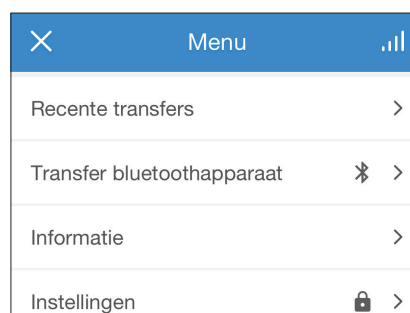 Menu
Recente transfers
Transfer bluetoothapparaat
Informatie
Instellingen